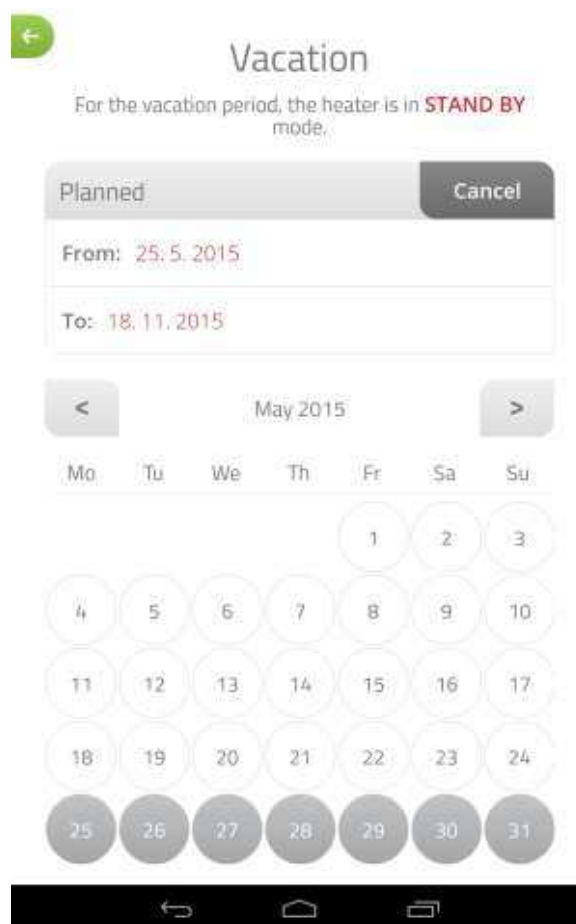 Vacation
For the vacation period, the heater is in STAND BY
mode.
Planned Cancel
From: 25. 5. 2015
To: 18. 11. 2015
< May 2015 >
Mo Tu We Th Fr Sa Su
1 2 3
4 5 6 7 8 9 10
11 12 13 14 15 16 17
18 19 20 21 22 23 24
25 26 27 28 29 30 31